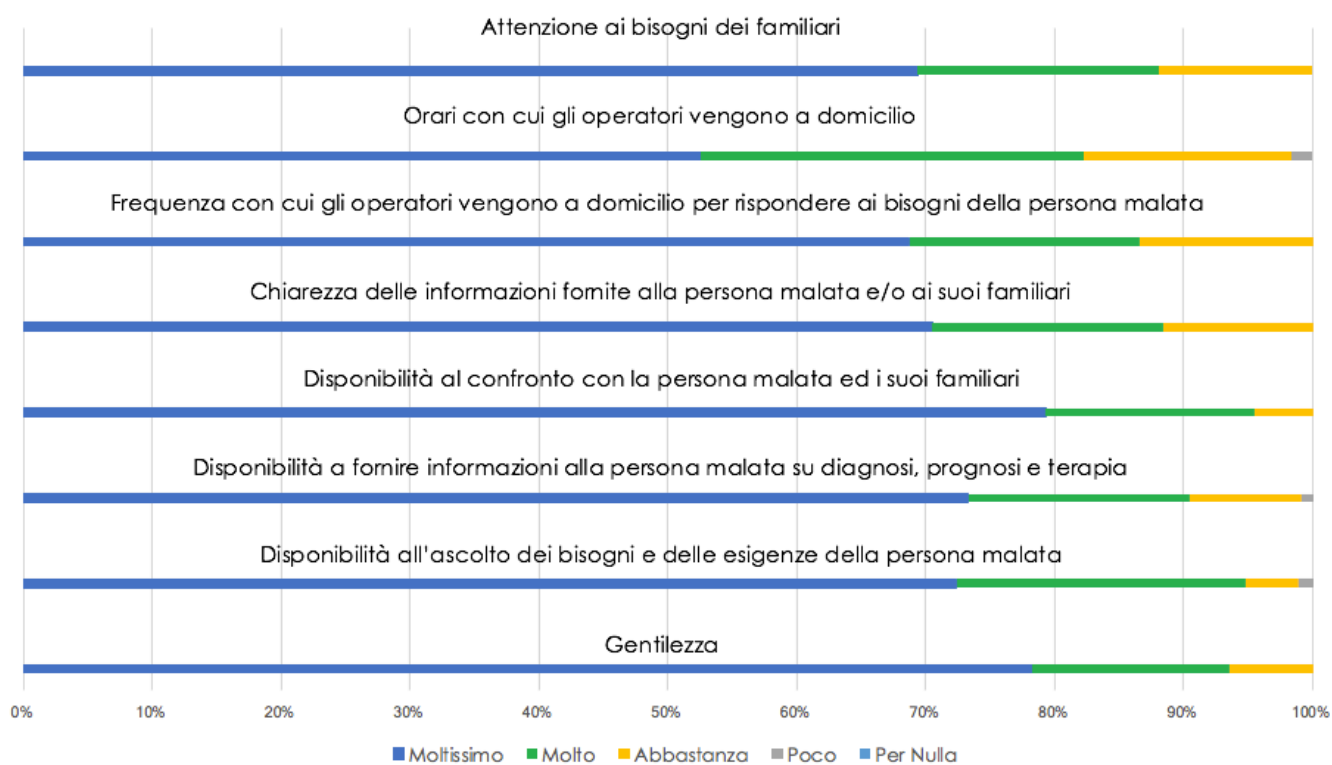 Attenzione ai bisogni dei familiari
Orari con cui gli operatori vengono a domicilio
Frequenza con cui gli operatori vengono a domicilio per rispondere ai bisogni della persona malata
Chiarezza delle informazioni fornite alla persona malata e/o ai suoi familiari
Disponibilità al confronto con la persona malata ed i suoi familiari
Disponibilità a fornire informazioni alla persona malata su diagnosi, prognosi e terapia
Disponibilità all'ascolto dei bisogni e delle esigenze della persona malata
Gentilezza
0% 10% 20% 30% 40% 50% 60% 70% 80% 90% 100%
Moltissimo Molto Abbastanza Poco Per Nulla